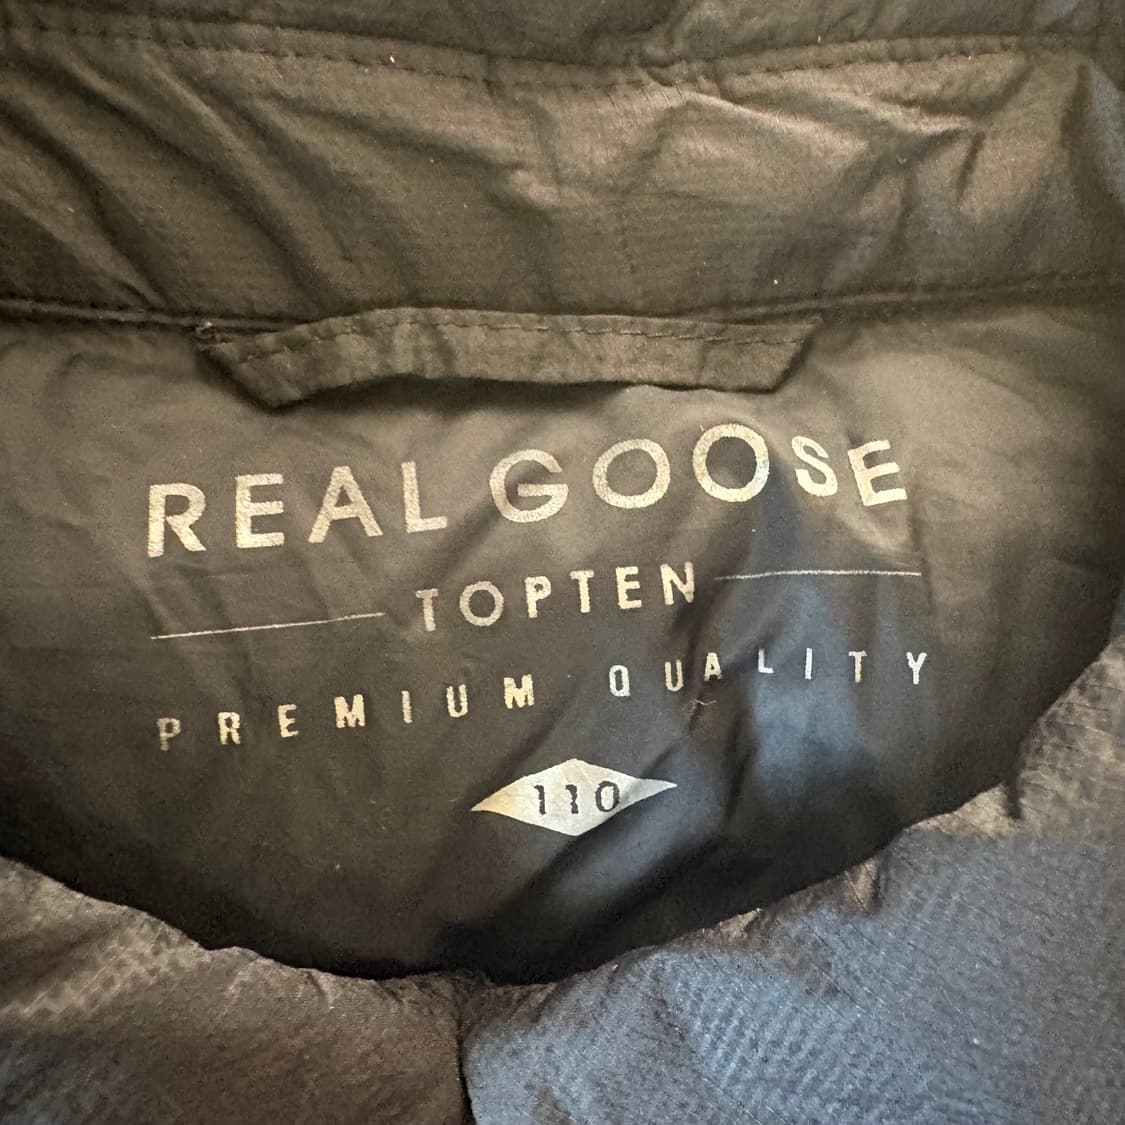 REAL GOOSE
TOPTEN
PREMIUM QUALITY
110